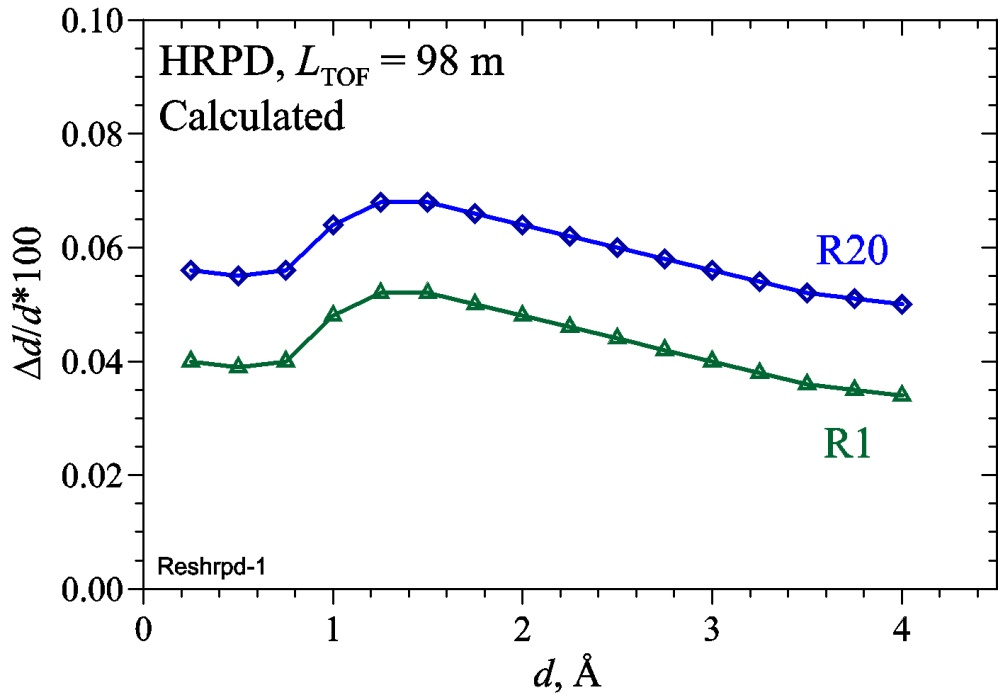 HRPD, L_TOF = 98 m
Calculated
R20
R1
Reshrpd-1
Δd/d*100
0.10
0.08
0.06
0.04
0.02
0.00
0 1 2 3 4
d, Å